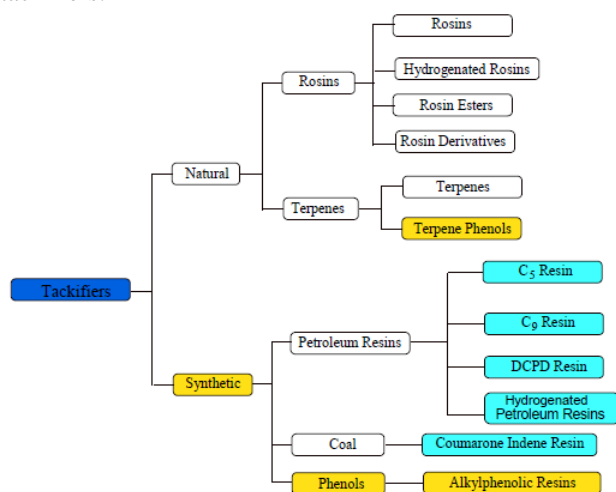 Rosins
Hydrogenated Rosins
Rosins
Rosin Esters
Rosin Derivatives
Natural
Terpenes
Terpenes
Terpene Phenols
Tackifiers
C5 Resin
C9 Resin
Petroleum Resins
DCPD Resin
Synthetic
Hydrogenated
Petroleum Resins
Coal
Coumarone Indene Resin
Phenols
Alkylphenolic Resins